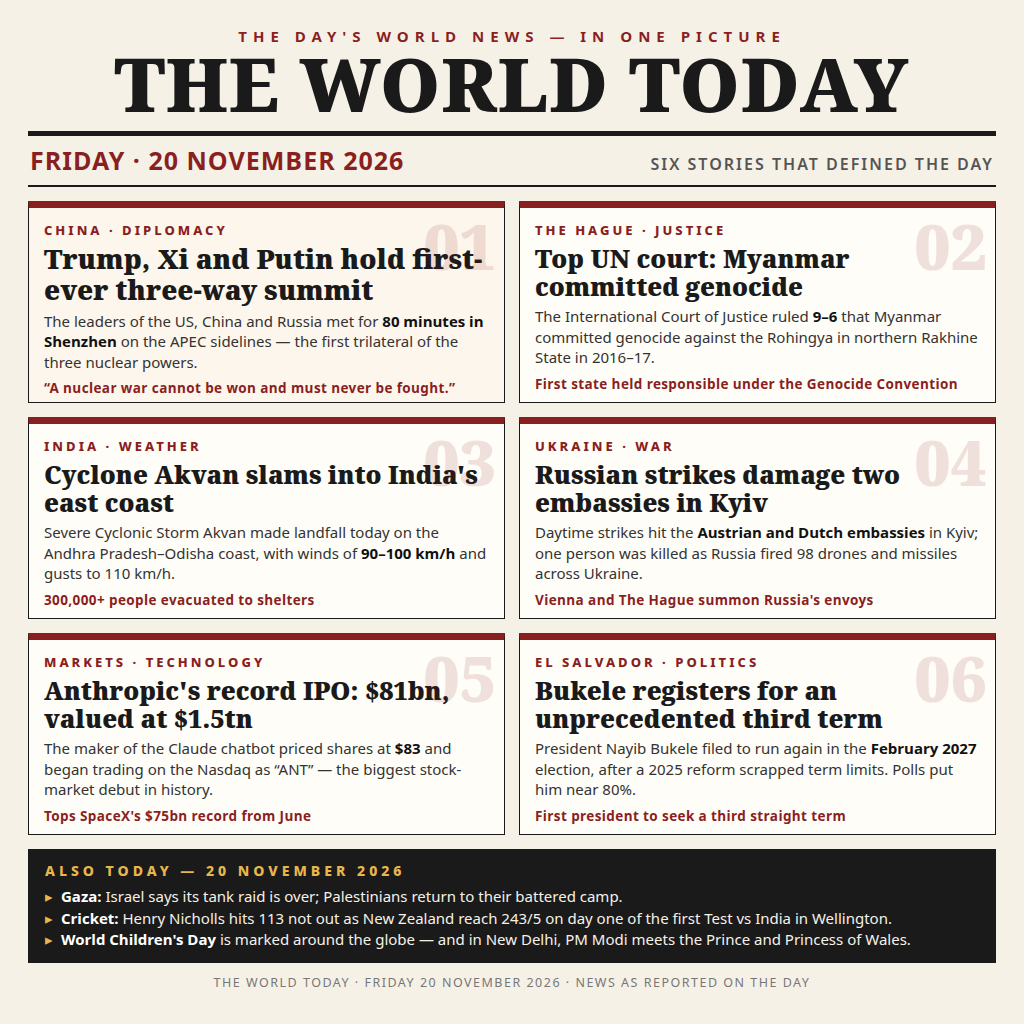 THE DAY'S WORLD NEWS — IN ONE PICTURE
THE WORLD TODAY
FRIDAY · 20 NOVEMBER 2026
SIX STORIES THAT DEFINED THE DAY
CHINA · DIPLOMACY
01
Trump, Xi and Putin hold first-
ever three-way summit
The leaders of the US, China and Russia met for 80 minutes in
Shenzhen on the APEC sidelines — the first trilateral of the
three nuclear powers.
“A nuclear war cannot be won and must never be fought.”
THE HAGUE · JUSTICE
02
Top UN court: Myanmar
committed genocide
The International Court of Justice ruled 9–6 that Myanmar
committed genocide against the Rohingya in northern Rakhine
State in 2016–17.
First state held responsible under the Genocide Convention
INDIA · WEATHER
03
Cyclone Akvan slams into India's
east coast
Severe Cyclonic Storm Akvan made landfall today on the
Andhra Pradesh–Odisha coast, with winds of 90–100 km/h and
gusts to 110 km/h.
300,000+ people evacuated to shelters
UKRAINE · WAR
04
Russian strikes damage two
embassies in Kyiv
Daytime strikes hit the Austrian and Dutch embassies in Kyiv;
one person was killed as Russia fired 98 drones and missiles
across Ukraine.
Vienna and The Hague summon Russia's envoys
MARKETS · TECHNOLOGY
05
Anthropic's record IPO: $81bn,
valued at $1.5tn
The maker of the Claude chatbot priced shares at $83 and
began trading on the Nasdaq as “ANT” — the biggest stock-
market debut in history.
Tops SpaceX's $75bn record from June
EL SALVADOR · POLITICS
06
Bukele registers for an
unprecedented third term
President Nayib Bukele filed to run again in the February 2027
election, after a 2025 reform scrapped term limits. Polls put
him near 80%.
First president to seek a third straight term
ALSO TODAY — 20 NOVEMBER 2026
▸ Gaza: Israel says its tank raid is over; Palestinians return to their battered camp.
▸ Cricket: Henry Nicholls hits 113 not out as New Zealand reach 243/5 on day one of the first Test vs India in Wellington.
▸ World Children's Day is marked around the globe — and in New Delhi, PM Modi meets the Prince and Princess of Wales.
THE WORLD TODAY · FRIDAY 20 NOVEMBER 2026 · NEWS AS REPORTED ON THE DAY